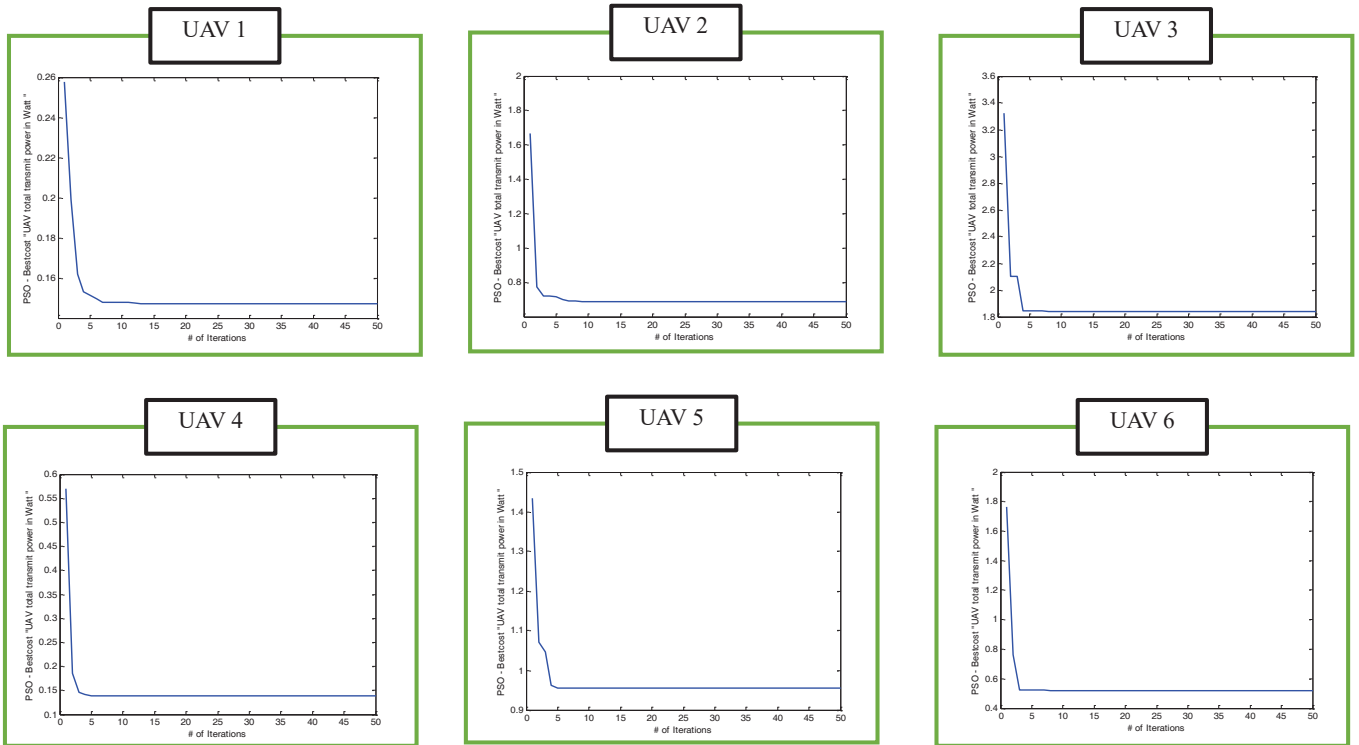 UAV 1
PSO - Bestcost "UAV total transmit power in Watt "
0.26
0.24
0.22
0.2
0.18
0.16
0 5 10 15 20 25 30 35 40 45 50
# of Iterations
UAV 2
PSO - Bestcost "UAV total transmit power in Watt "
2
1.8
1.6
1.4
1.2
1
0.8
0 5 10 15 20 25 30 35 40 45 50
# of Iterations
UAV 3
PSO - Bestcost "UAV total transmit power in Watt "
3.6
3.4
3.2
3
2.8
2.6
2.4
2.2
2
1.8
0 5 10 15 20 25 30 35 40 45 50
# of Iterations
UAV 4
PSO - Bestcost "UAV total transmit power in Watt "
0.6
0.55
0.5
0.45
0.4
0.35
0.3
0.25
0.2
0.15
0.1
0 5 10 15 20 25 30 35 40 45 50
# of Iterations
UAV 5
PSO - Bestcost "UAV total transmit power in Watt "
1.5
1.4
1.3
1.2
1.1
1
0.9
0 5 10 15 20 25 30 35 40 45 50
# of Iterations
UAV 6
PSO - Bestcost "UAV total transmit power in Watt "
2
1.8
1.6
1.4
1.2
1
0.8
0.6
0.4
0 5 10 15 20 25 30 35 40 45 50
# of Iterations